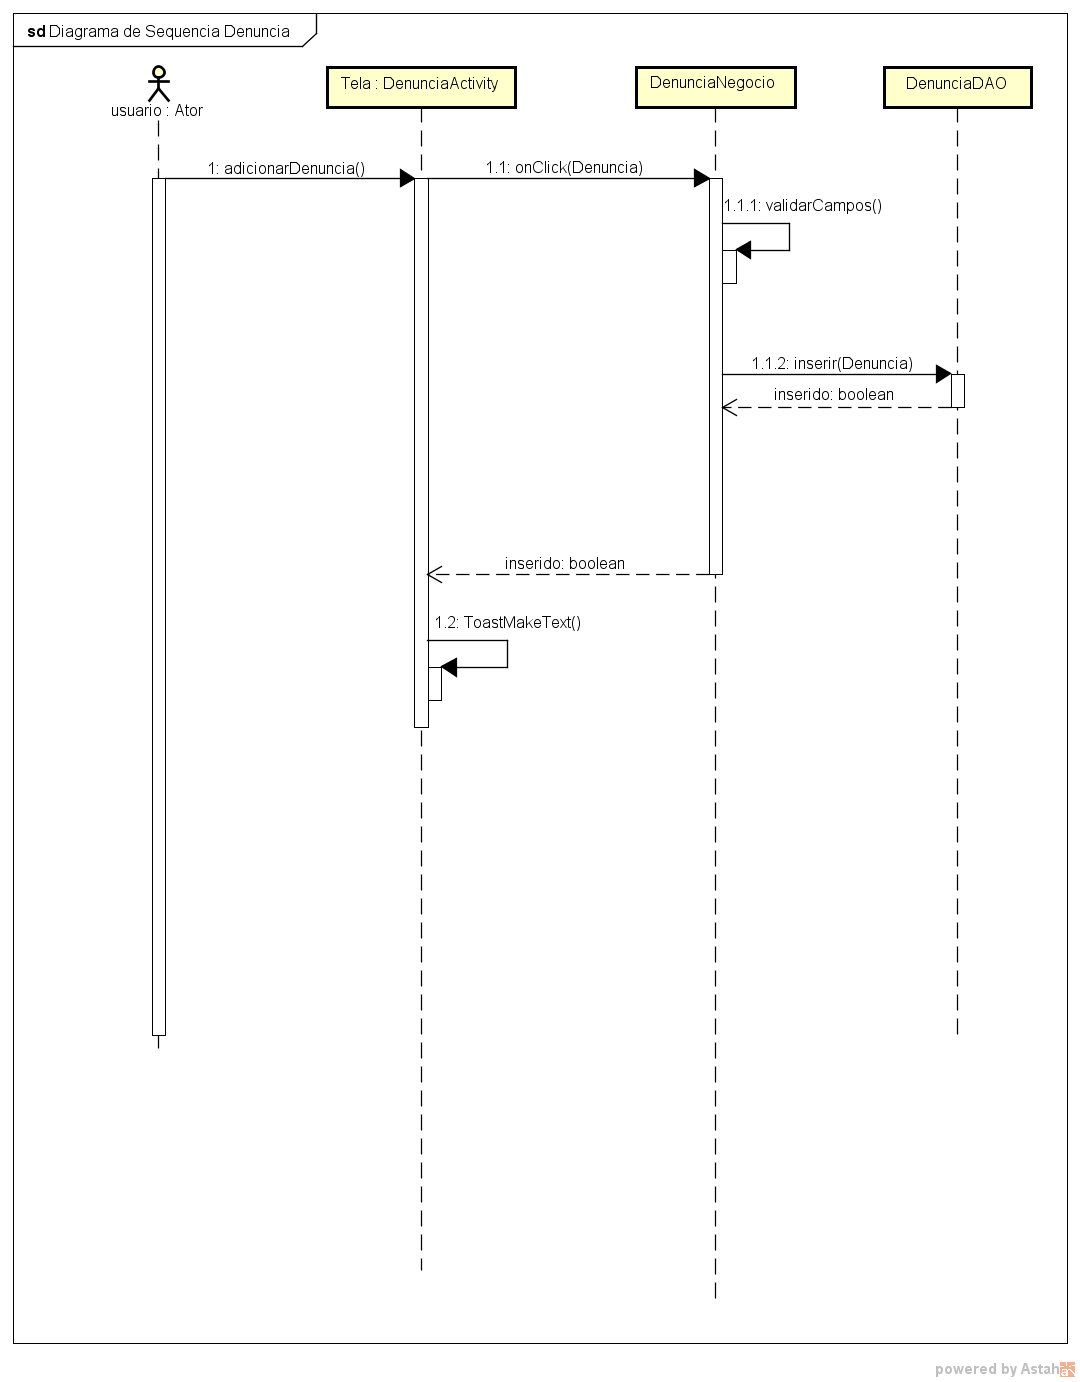 sd Diagrama de Sequencia Denuncia
usuario : Ator
Tela : DenunciaActivity
DenunciaNegocio
DenunciaDAO
1: adicionarDenuncia()
1.1: onClick(Denuncia)
1.1.1: validarCampos()
1.1.2: inserir(Denuncia)
inserido: boolean
inserido: boolean
1.2: ToastMakeText()
powered by Astah